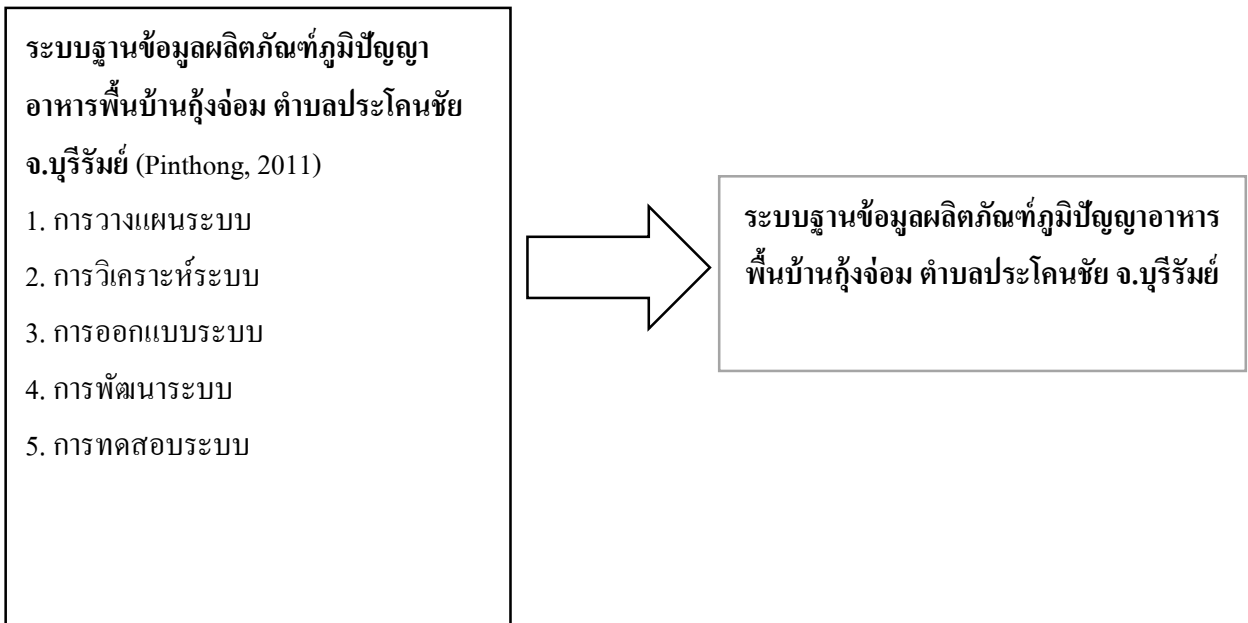 ระบบฐานข้อมูลผลิตภัณฑ์ภูมิปัญญา
อาหารพื้นบ้านกุ้งจ่อม ตำบลประโคนชัย
จ.บุรีรัมย์ (Pinthong, 2011)
1. การวางแผนระบบ
2. การวิเคราะห์ระบบ
3. การออกแบบระบบ
4. การพัฒนาระบบ
5. การทดสอบระบบ
ระบบฐานข้อมูลผลิตภัณฑ์ภูมิปัญญาอาหาร
พื้นบ้านกุ้งจ่อม ตำบลประโคนชัย จ.บุรีรัมย์